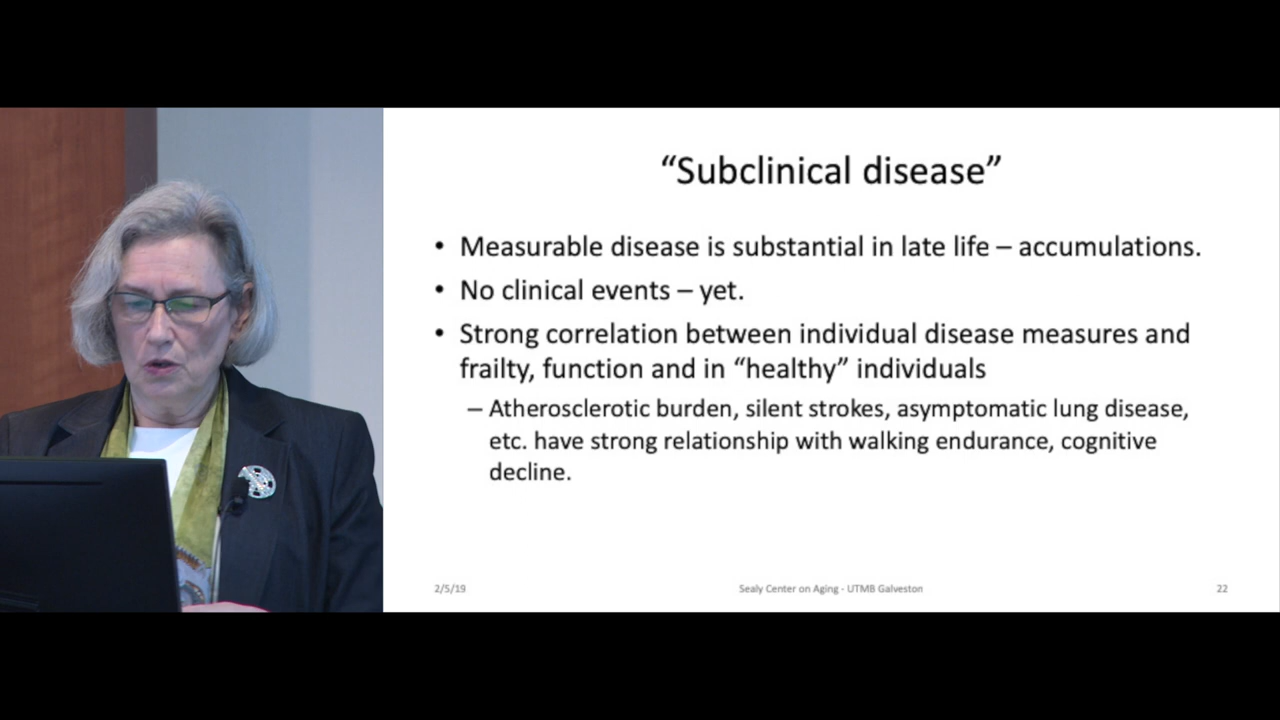 “Subclinical disease”
• Measurable disease is substantial in late life – accumulations.
• No clinical events – yet.
• Strong correlation between individual disease measures and
frailty, function and in “healthy” individuals
– Atherosclerotic burden, silent strokes, asymptomatic lung disease,
etc. have strong relationship with walking endurance, cognitive
decline.
2/5/19
Sealy Center on Aging - UTMB Galveston
22